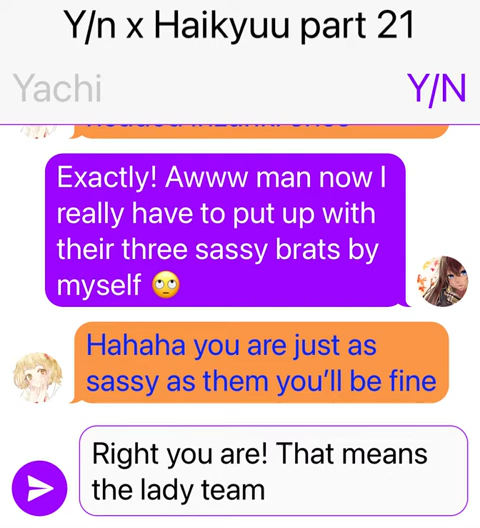 Y/n x Haikyuu part 21
Yachi
Y/N
Exactly! Awww man now I
really have to put up with
their three sassy brats by
myself 🙄
Hahaha you are just as
sassy as them you’ll be fine
Right you are! That means
the lady team